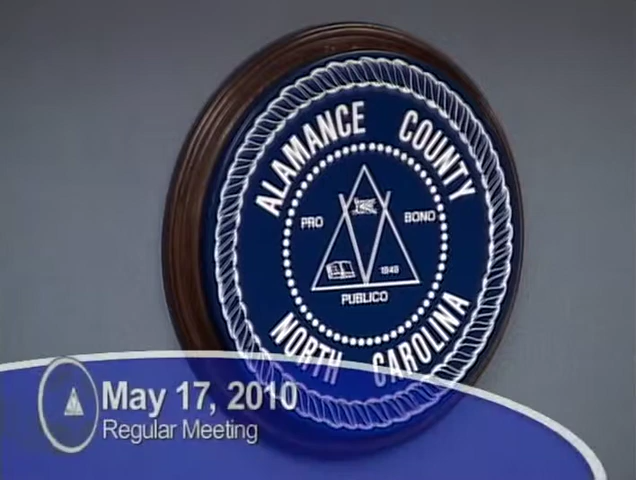 ALAMANCE COUNTY
PRO BONO
1849
PUBLICO
NORTH CAROLINA
May 17, 2010
Regular Meeting